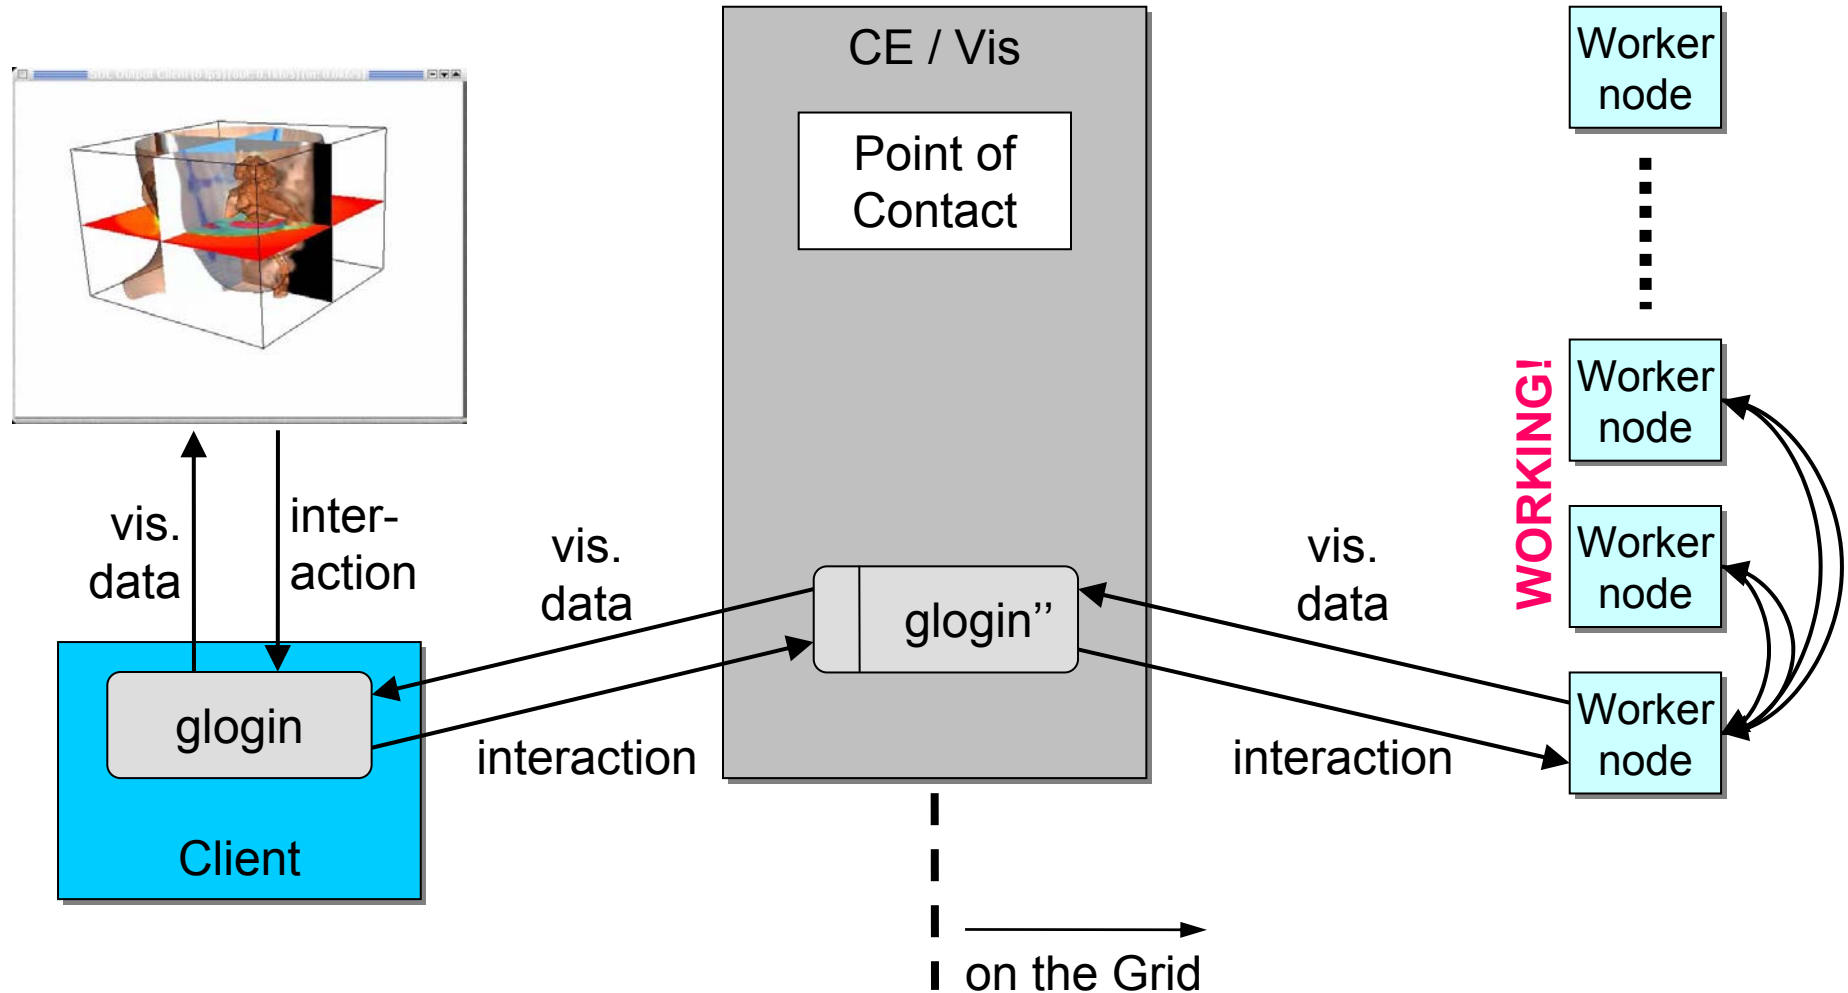 CE / Vis
Point of
Contact
Worker
node
Worker
node
WORKING!
Worker
node
Worker
node
vis.
data
inter-
action
vis.
data
interaction
glogin’’
vis.
data
interaction
glogin
Client
on the Grid